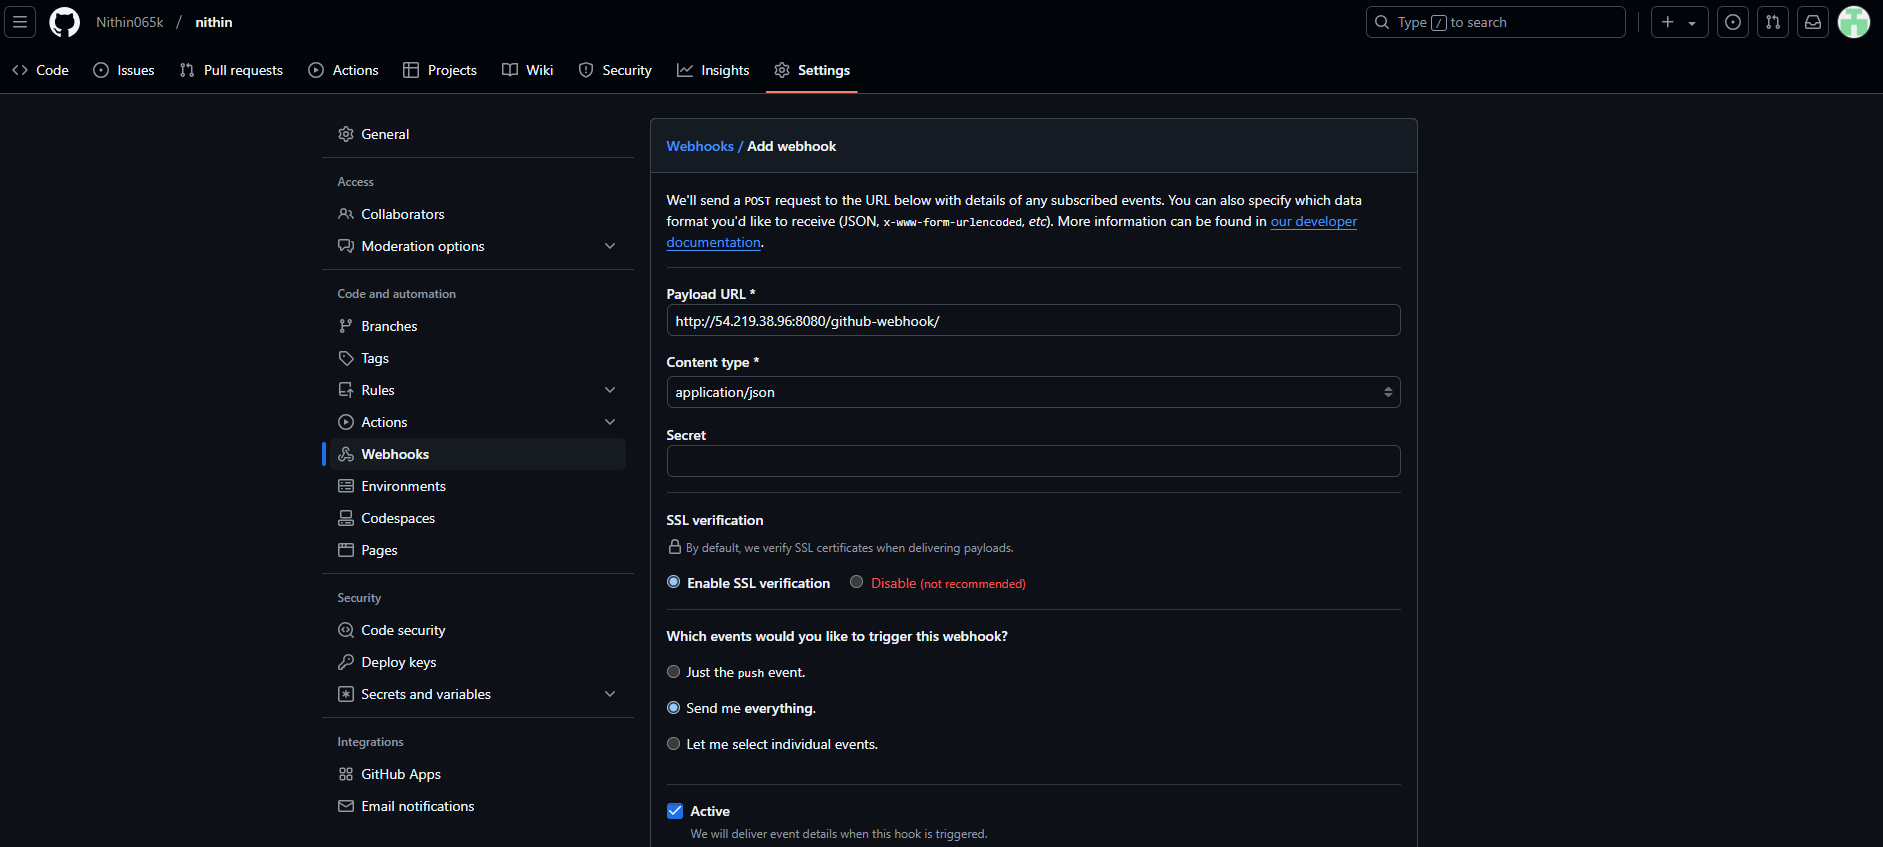 Nithin065k / nithin
Type / to search
Code Issues Pull requests Actions Projects Wiki Security Insights Settings
General
Access
Collaborators
Moderation options
Code and automation
Branches
Tags
Rules
Actions
Webhooks
Environments
Codespaces
Pages
Security
Code security
Deploy keys
Secrets and variables
Integrations
GitHub Apps
Email notifications
Webhooks / Add webhook
We'll send a POST request to the URL below with details of any subscribed events. You can also specify which data
format you'd like to receive (JSON, x-www-form-urlencoded, etc). More information can be found in our developer
documentation.
Payload URL *
http://54.219.38.96:8080/github-webhook/
Content type *
application/json
Secret
SSL verification
By default, we verify SSL certificates when delivering payloads.
Enable SSL verification Disable (not recommended)
Which events would you like to trigger this webhook?
Just the push event.
Send me everything.
Let me select individual events.
Active
We will deliver event details when this hook is triggered.